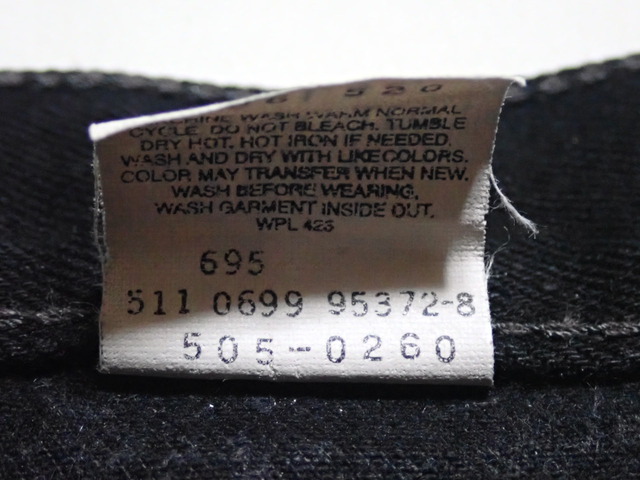 520
MACHINE WASH WARM NORMAL
CYCLE. DO NOT BLEACH. TUMBLE
DRY HOT. HOT IRON IF NEEDED.
WASH AND DRY WITH LIKE COLORS.
COLOR MAY TRANSFER WHEN NEW.
WASH BEFORE WEARING.
WASH GARMENT INSIDE OUT.
WPL 423
695
511 0699 95372-8
505-0260